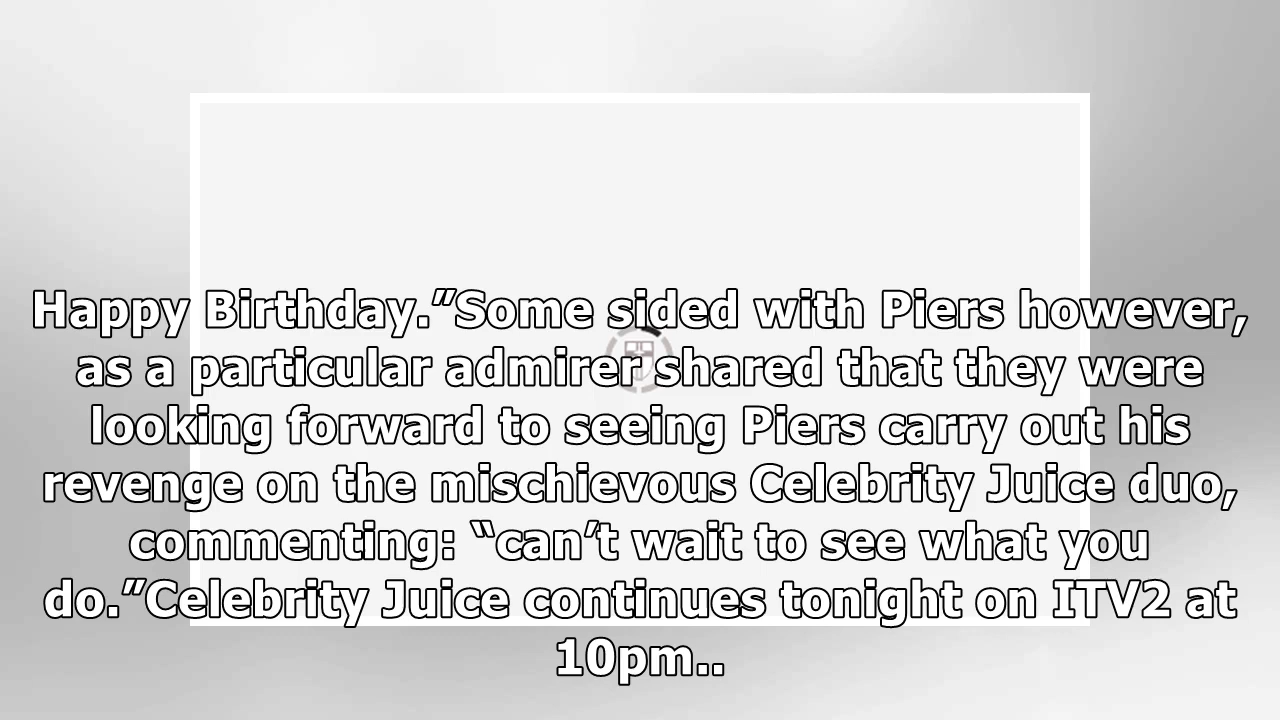 Happy Birthday.”Some sided with Piers however,
as a particular admirer shared that they were
looking forward to seeing Piers carry out his
revenge on the mischievous Celebrity Juice duo,
commenting: “can’t wait to see what you
do.”Celebrity Juice continues tonight on ITV2 at
10pm..